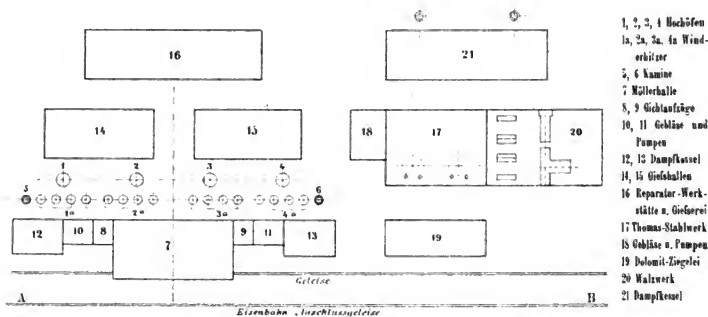 16
21
14
15
18
17
20
1
2
3
4
5
6
1a
2a
3a
4a
12
10
8
7
9
11
13
19
Geleise
A
B
Eisenbahn Anschlussgeleise
1, 2, 3, 4 Hochöfen
1a, 2a, 3a, 4a Wind-
erhitzer
5, 6 Kamine
7 Möllerhalle
8, 9 Gichtaufzüge
10, 11 Gebläse und
Pumpen
12, 13 Dampfkessel
14, 15 Giefshallen
16 Reparatur-Werk-
stätte u. Giefserei
17 Thomas-Stahlwerk
18 Gebläse u. Pumpen
19 Dolomit-Ziegelei
20 Walzwerk
21 Dampfkessel